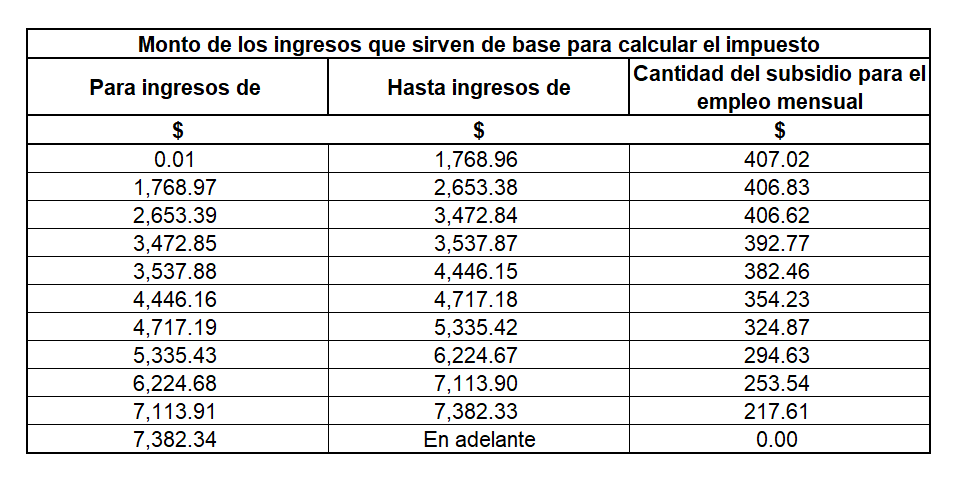 Monto de los ingresos que sirven de base para calcular el impuesto
Para ingresos de Hasta ingresos de Cantidad del subsidio para el
empleo mensual
$ $ $
0.01 1,768.96 407.02
1,768.97 2,653.38 406.83
2,653.39 3,472.84 406.62
3,472.85 3,537.87 392.77
3,537.88 4,446.15 382.46
4,446.16 4,717.18 354.23
4,717.19 5,335.42 324.87
5,335.43 6,224.67 294.63
6,224.68 7,113.90 253.54
7,113.91 7,382.33 217.61
7,382.34 En adelante 0.00